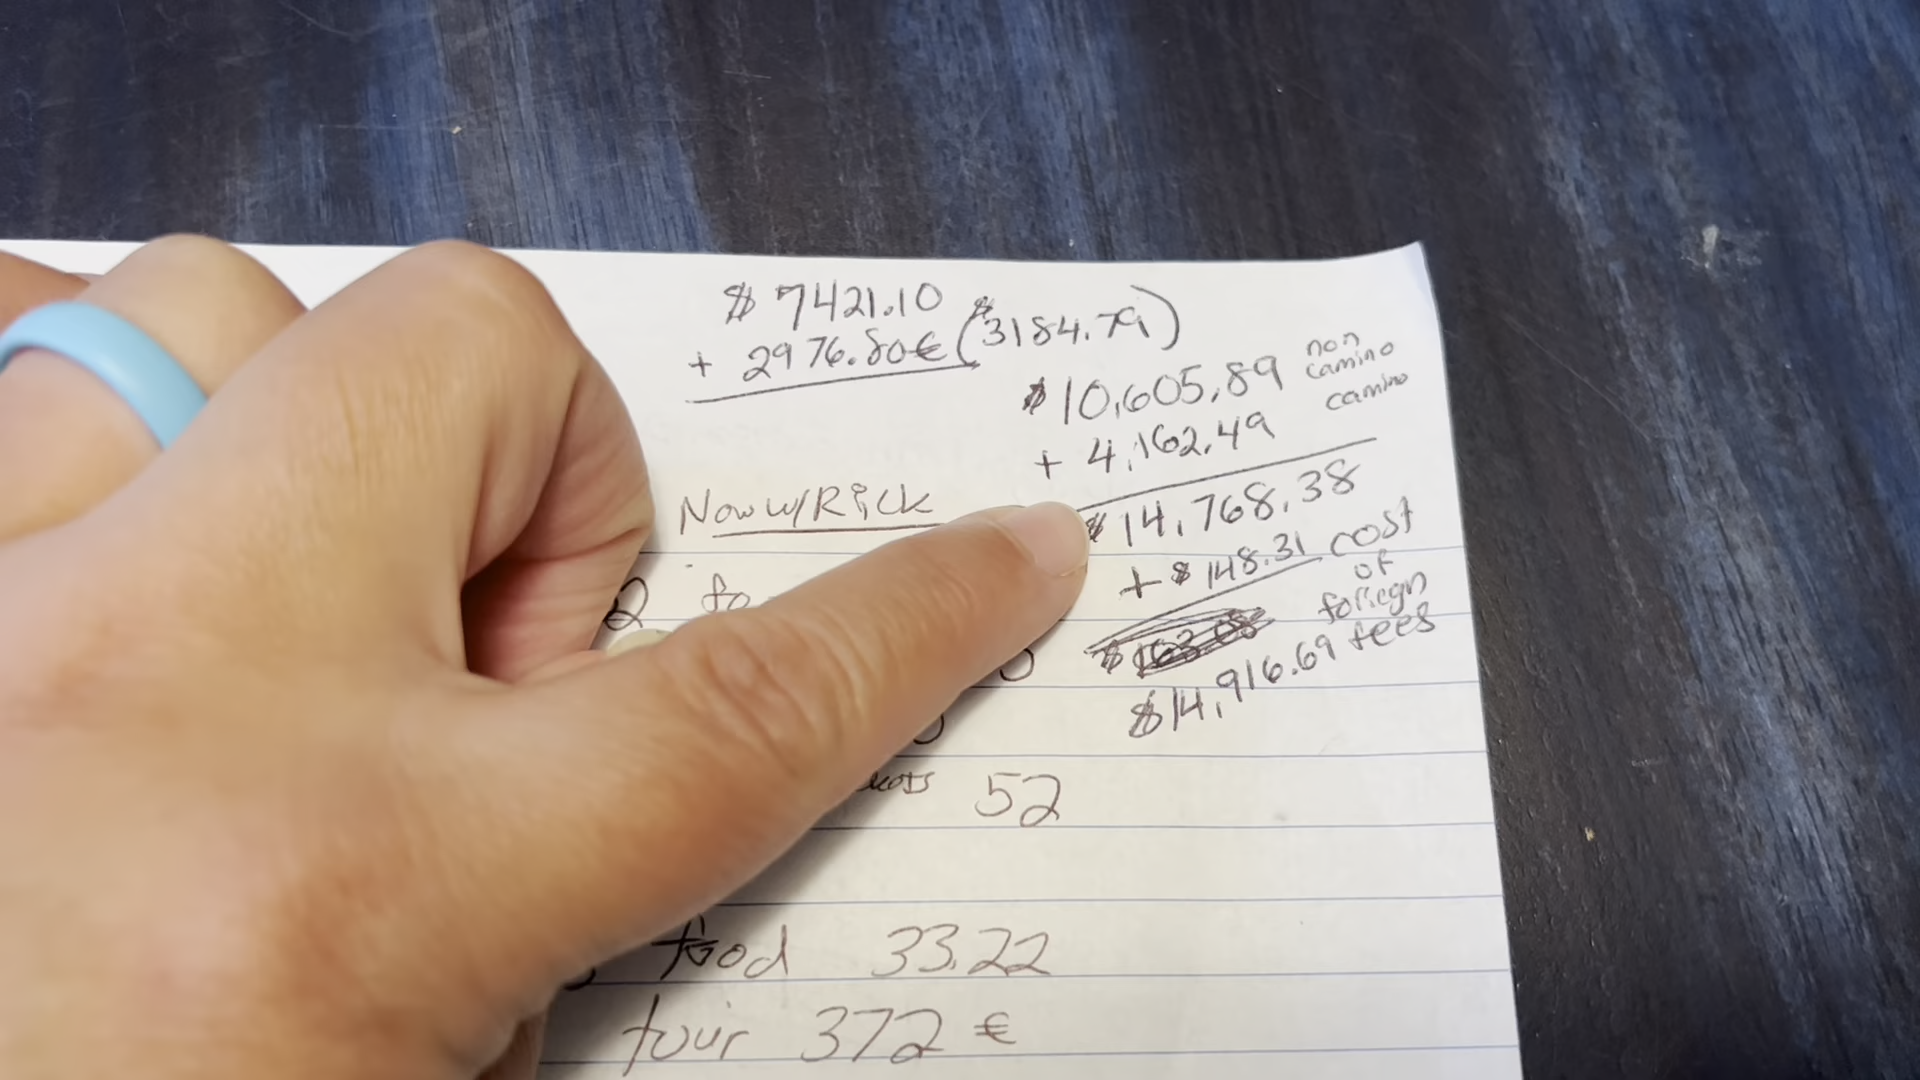 $ 7421.10
+ 2976.80€ ($3184.79)
$10,605.89 non camino
+ 4,162.49 camino
$14,768.38
+ $148.31 cost of foriegn fees
$14,916.69
Now w/Rick
52
food 33.22
tour 372 €